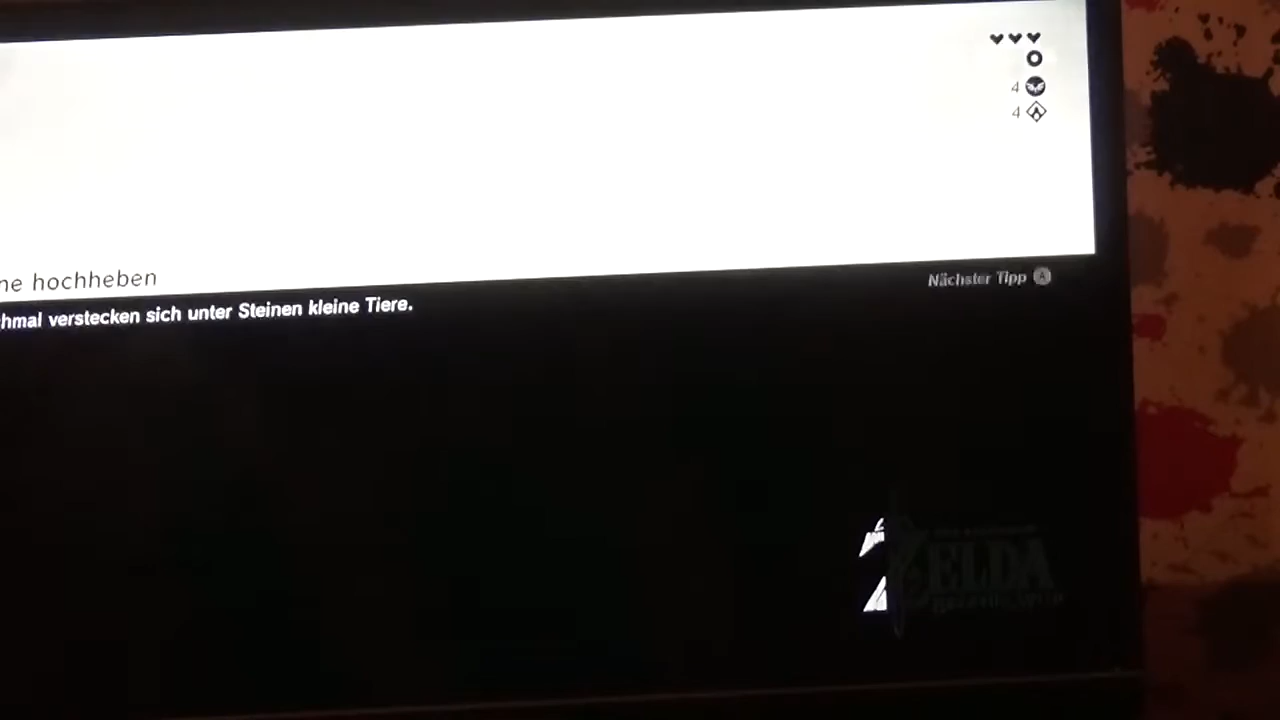 4
4
ne hochheben
Nächster Tipp A
hmal verstecken sich unter Steinen kleine Tiere.
ZELDA